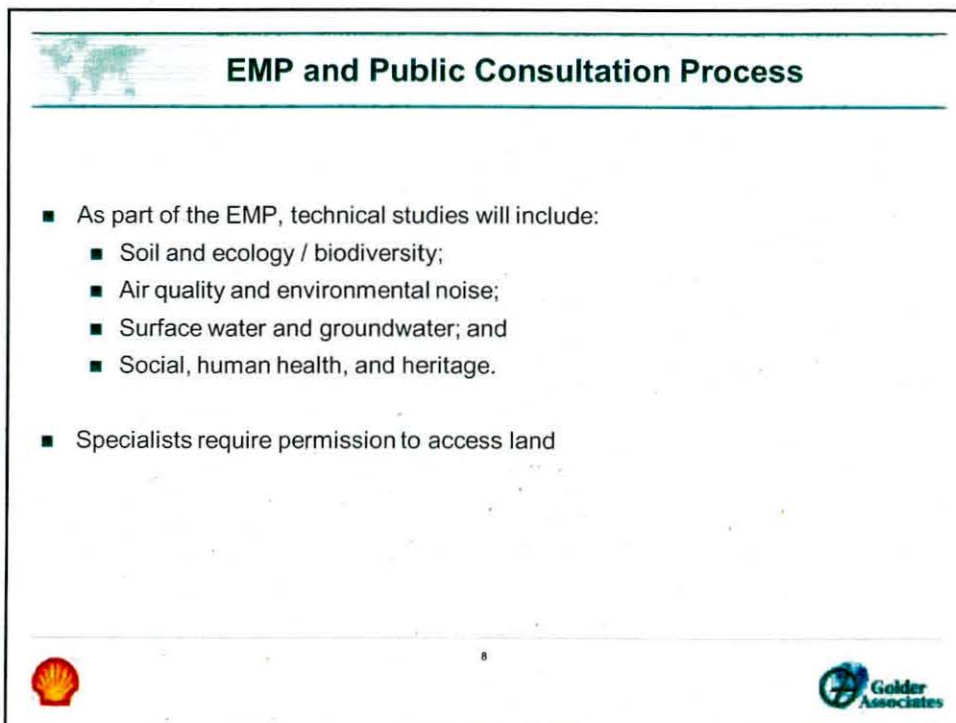 EMP and Public Consultation Process
■ As part of the EMP, technical studies will include:
■ Soil and ecology / biodiversity;
■ Air quality and environmental noise;
■ Surface water and groundwater; and
■ Social, human health, and heritage.
■ Specialists require permission to access land
8
Golder
Associates